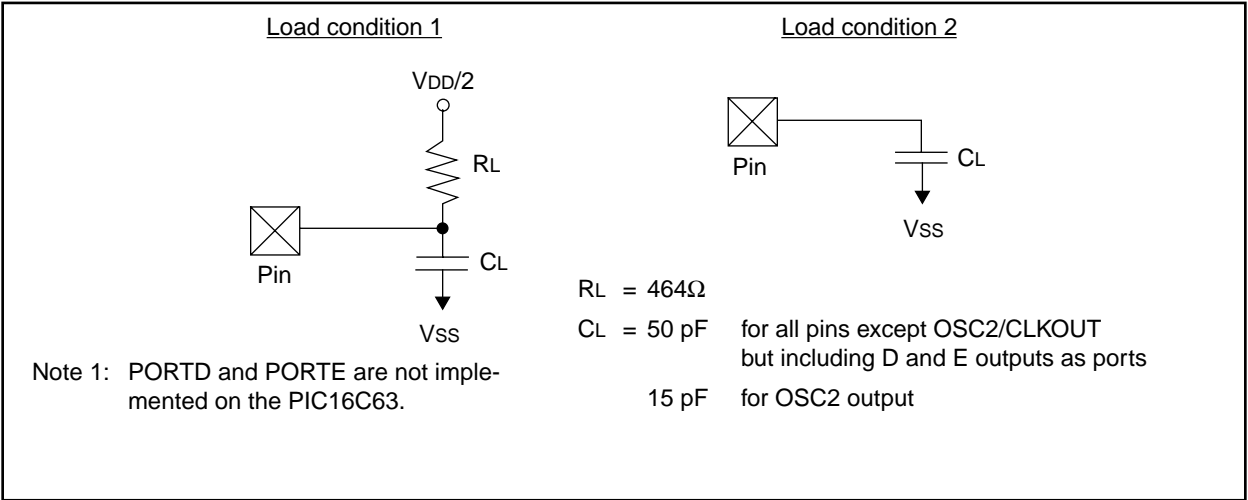 Load condition 1
VDD/2
RL
Pin
CL
VSS
Note 1: PORTD and PORTE are not imple-
mented on the PIC16C63.
Load condition 2
Pin
CL
VSS
RL = 464Ω
CL = 50 pF for all pins except OSC2/CLKOUT
but including D and E outputs as ports
15 pF for OSC2 output